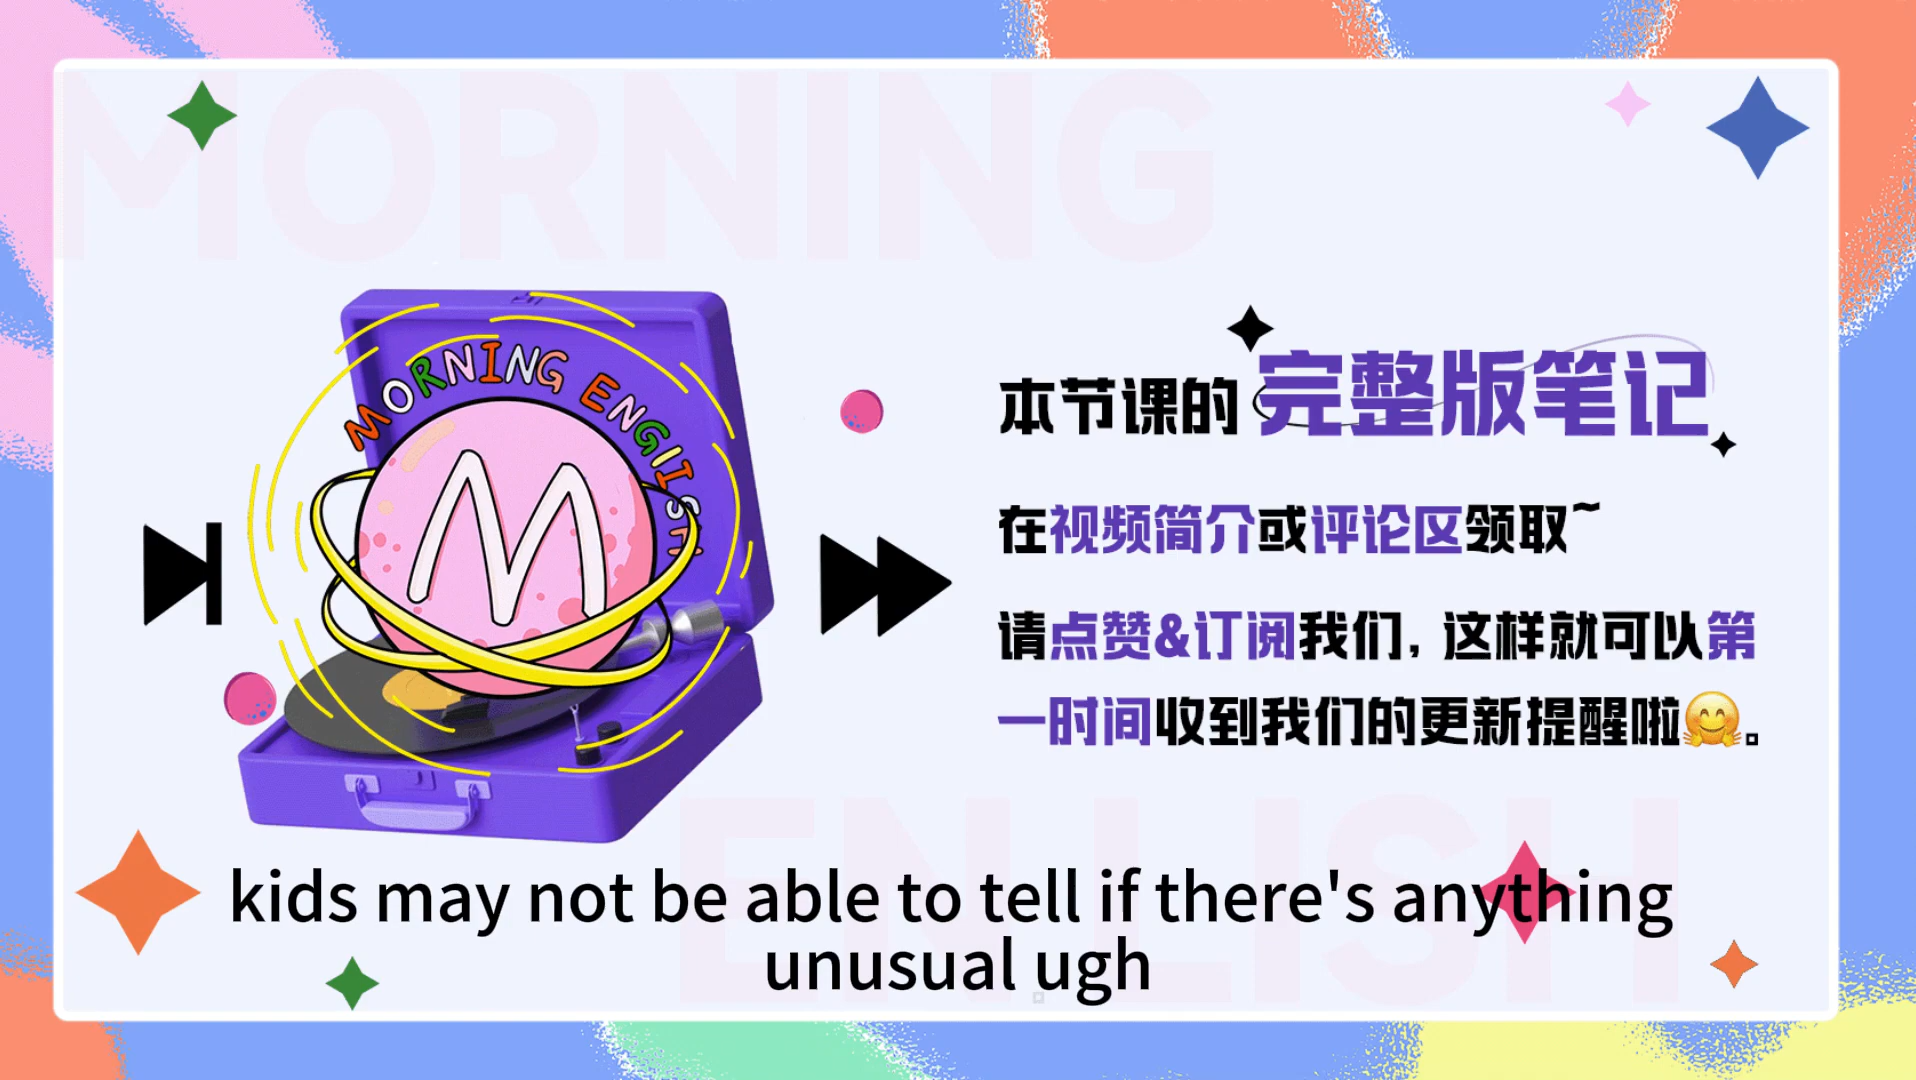 MORNING
MORNING ENGlISH
M
本节课的 完整版笔记
在视频简介或评论区领取~
请点赞&订阅我们，这样就可以第
一时间收到我们的更新提醒啦🤗。
ENGLISH
kids may not be able to tell if there's anything
unusual ugh